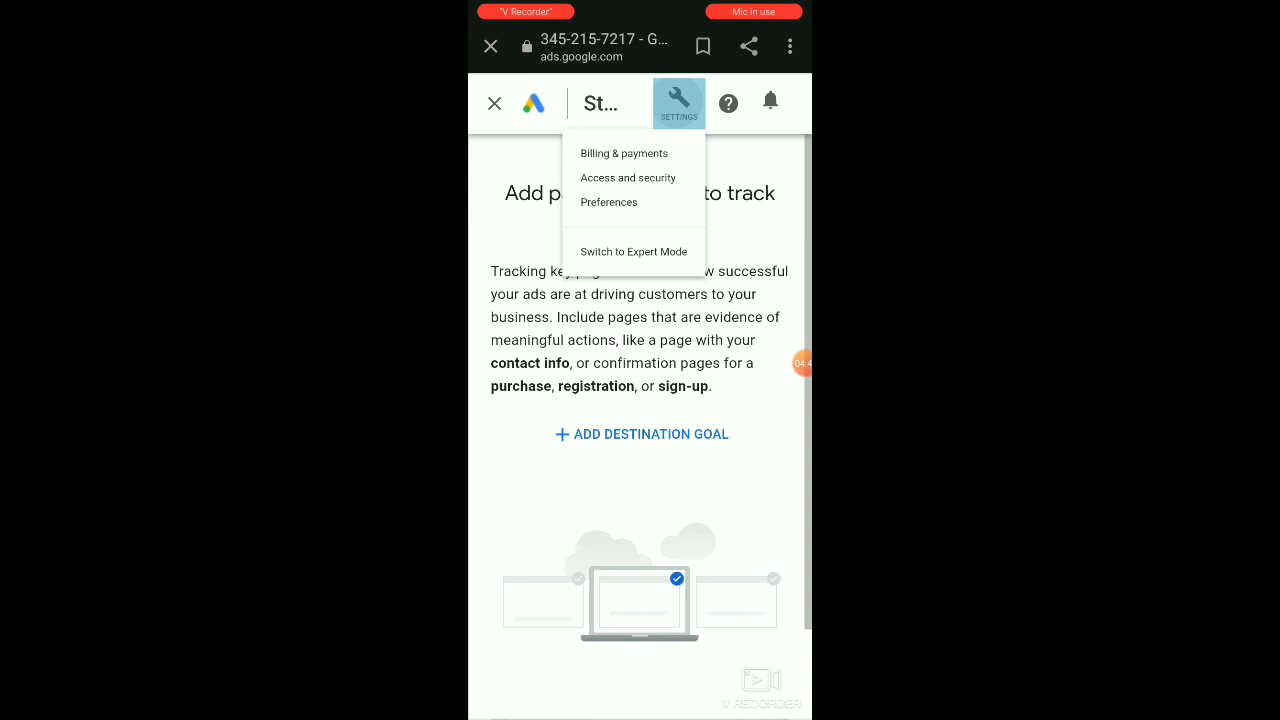 "V Recorder"
Mic in use
345-215-7217 - G...
ads.google.com
St...
SETTINGS
Billing & payments
Access and security
Preferences
Switch to Expert Mode
Add p
to track
Tracking key
w successful
your ads are at driving customers to your
business. Include pages that are evidence of
meaningful actions, like a page with your
contact info, or confirmation pages for a
purchase, registration, or sign-up.
+ ADD DESTINATION GOAL
04:4
V RECORDER